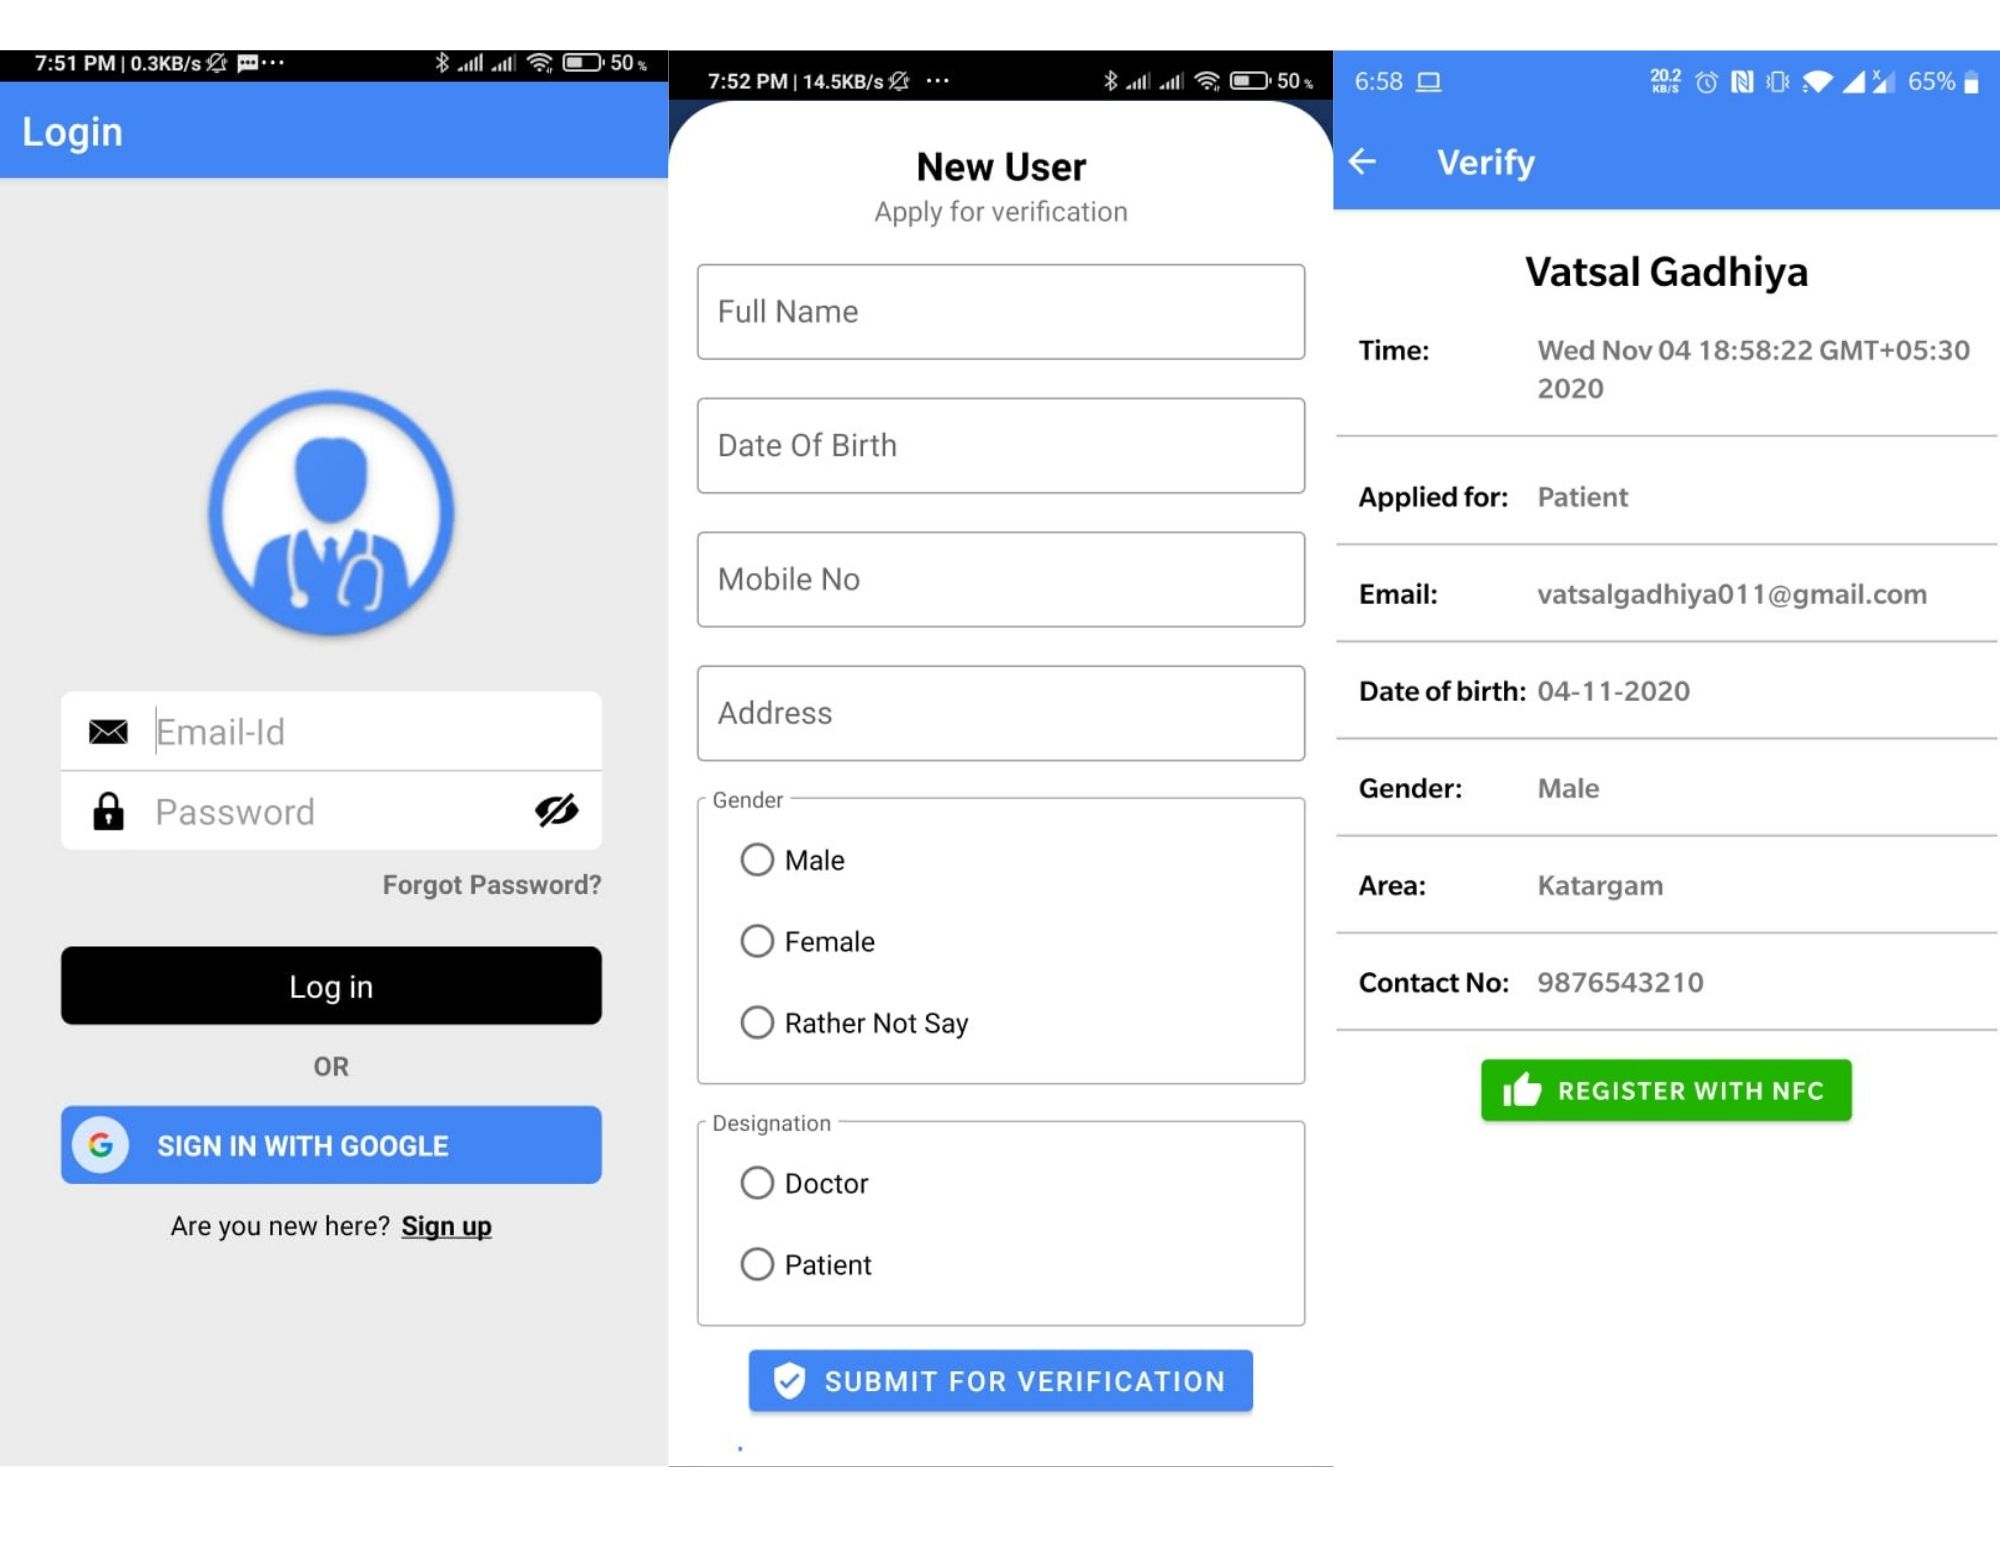 7:51 PM | 0.3KB/s
50 %
Login
Email-Id
Password
Forgot Password?
Log in
OR
G SIGN IN WITH GOOGLE
Are you new here? Sign up
7:52 PM | 14.5KB/s
50 %
New User
Apply for verification
Full Name
Date Of Birth
Mobile No
Address
Gender
Male
Female
Rather Not Say
Designation
Doctor
Patient
SUBMIT FOR VERIFICATION
6:58
20.2
KB/S
X
65%
Verify
Vatsal Gadhiya
Time: Wed Nov 04 18:58:22 GMT+05:30
2020
Applied for: Patient
Email: vatsalgadhiya011@gmail.com
Date of birth: 04-11-2020
Gender: Male
Area: Katargam
Contact No: 9876543210
REGISTER WITH NFC